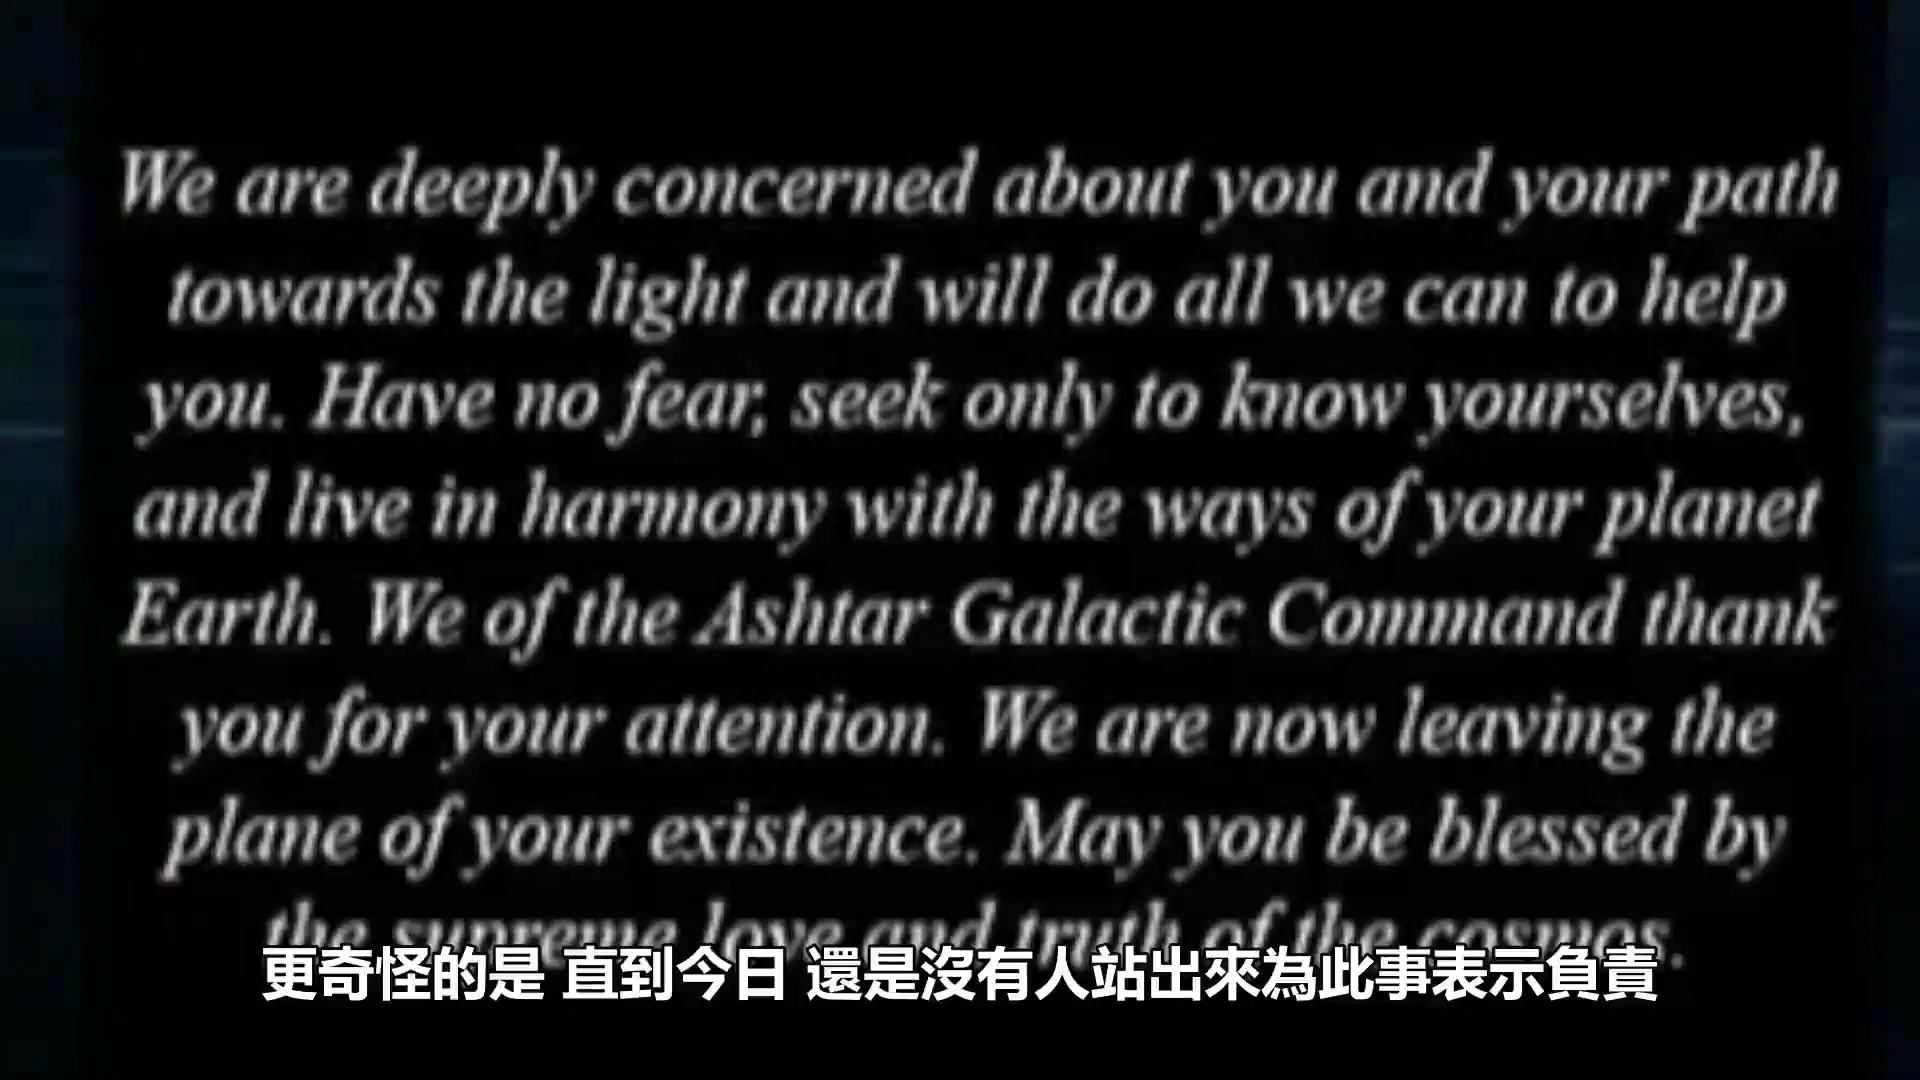 We are deeply concerned about you and your path
towards the light and will do all we can to help
you. Have no fear, seek only to know yourselves,
and live in harmony with the ways of your planet
Earth. We of the Ashtar Galactic Command thank
you for your attention. We are now leaving the
plane of your existence. May you be blessed by
the supreme love and truth of the cosmos.
更奇怪的是 直到今日 還是沒有人站出來為此事表示負責